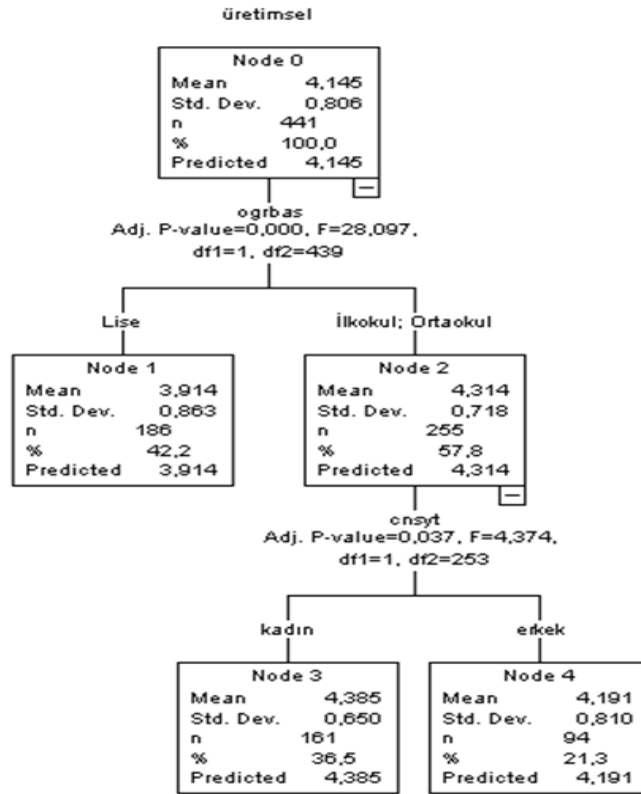 üretimsel
Node 0
Mean 4,145
Std. Dev. 0,806
n 441
% 100,0
Predicted 4,145
ogrbas
Adj. P-value=0,000, F=28,097,
df1=1, df2=439
Lise
İlkokul; Ortaokul
Node 1
Mean 3,914
Std. Dev. 0,863
n 186
% 42,2
Predicted 3,914
Node 2
Mean 4,314
Std. Dev. 0,718
n 255
% 57,8
Predicted 4,314
cnsyt
Adj. P-value=0,037, F=4,374,
df1=1, df2=253
kadın
erkek
Node 3
Mean 4,385
Std. Dev. 0,650
n 161
% 36,5
Predicted 4,385
Node 4
Mean 4,191
Std. Dev. 0,810
n 94
% 21,3
Predicted 4,191